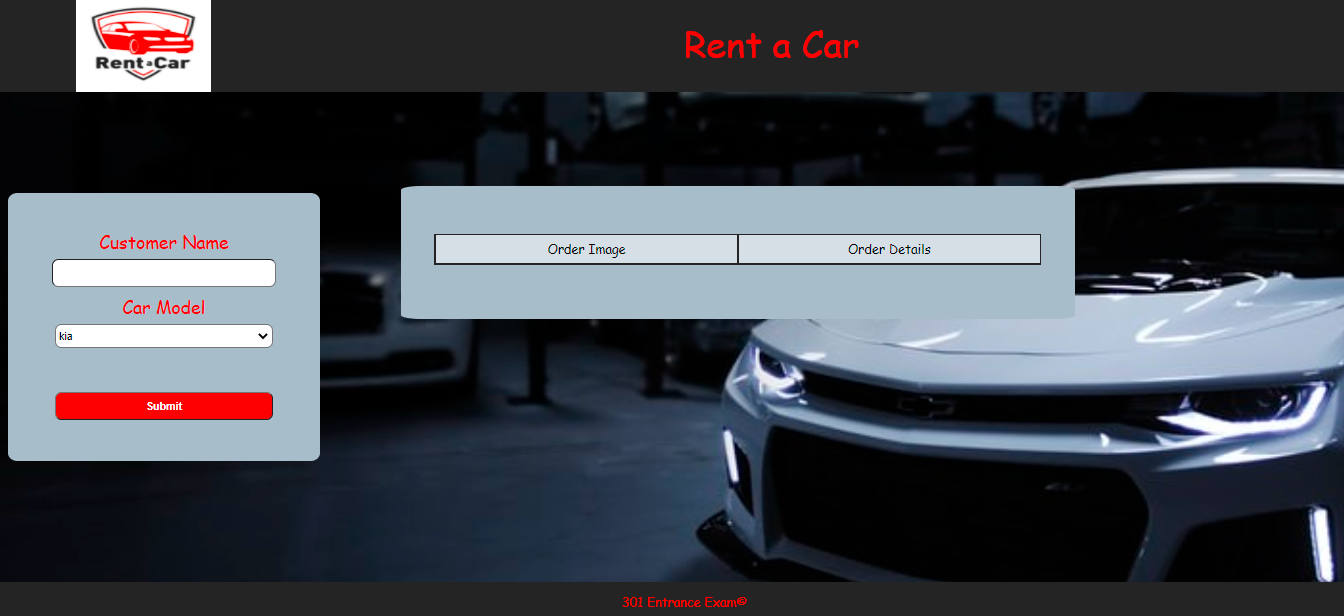 Rent a Car
Rent a Car
Customer Name
Car Model
kia
Submit
Order Image
Order Details
301 Entrance Exam©